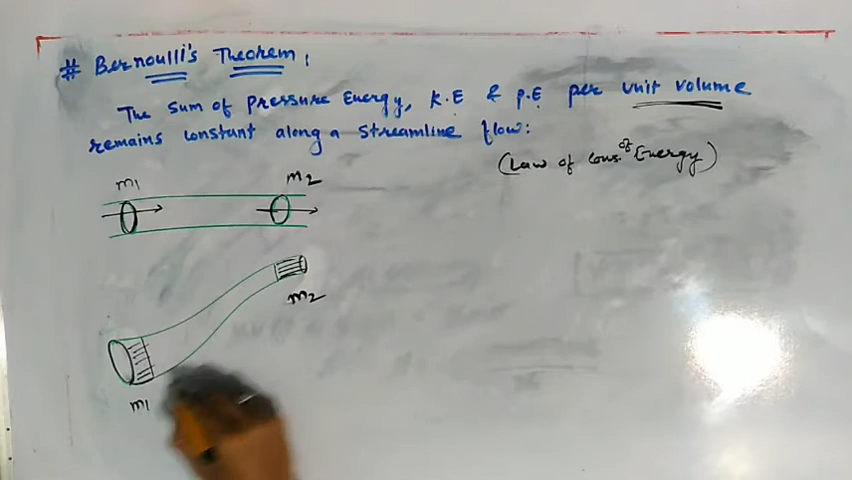 # Bernoulli's Theorem,
The sum of Pressure Energy, K.E & P.E per unit volume
remains constant along a streamline flow:
(Law of Cons. of Energy)
m1 m2
m2
m1